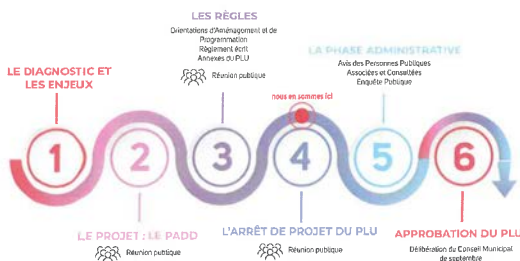 LES RÈGLES
Orientations d'Aménagement et de
Programmation
Règlement écrit
Annexes du PLU
Réunion publique
LA PHASE ADMINISTRATIVE
Avis des Personnes Publiques
Associées et Consultées
Enquête Publique
LE DIAGNOSTIC ET
LES ENJEUX
nous en sommes ici
1
2
3
4
5
6
LE PROJET : LE PADD
Réunion publique
L'ARRÊT DE PROJET DU PLU
Réunion publique
APPROBATION DU PLU
Délibération du Conseil Municipal
de septembre